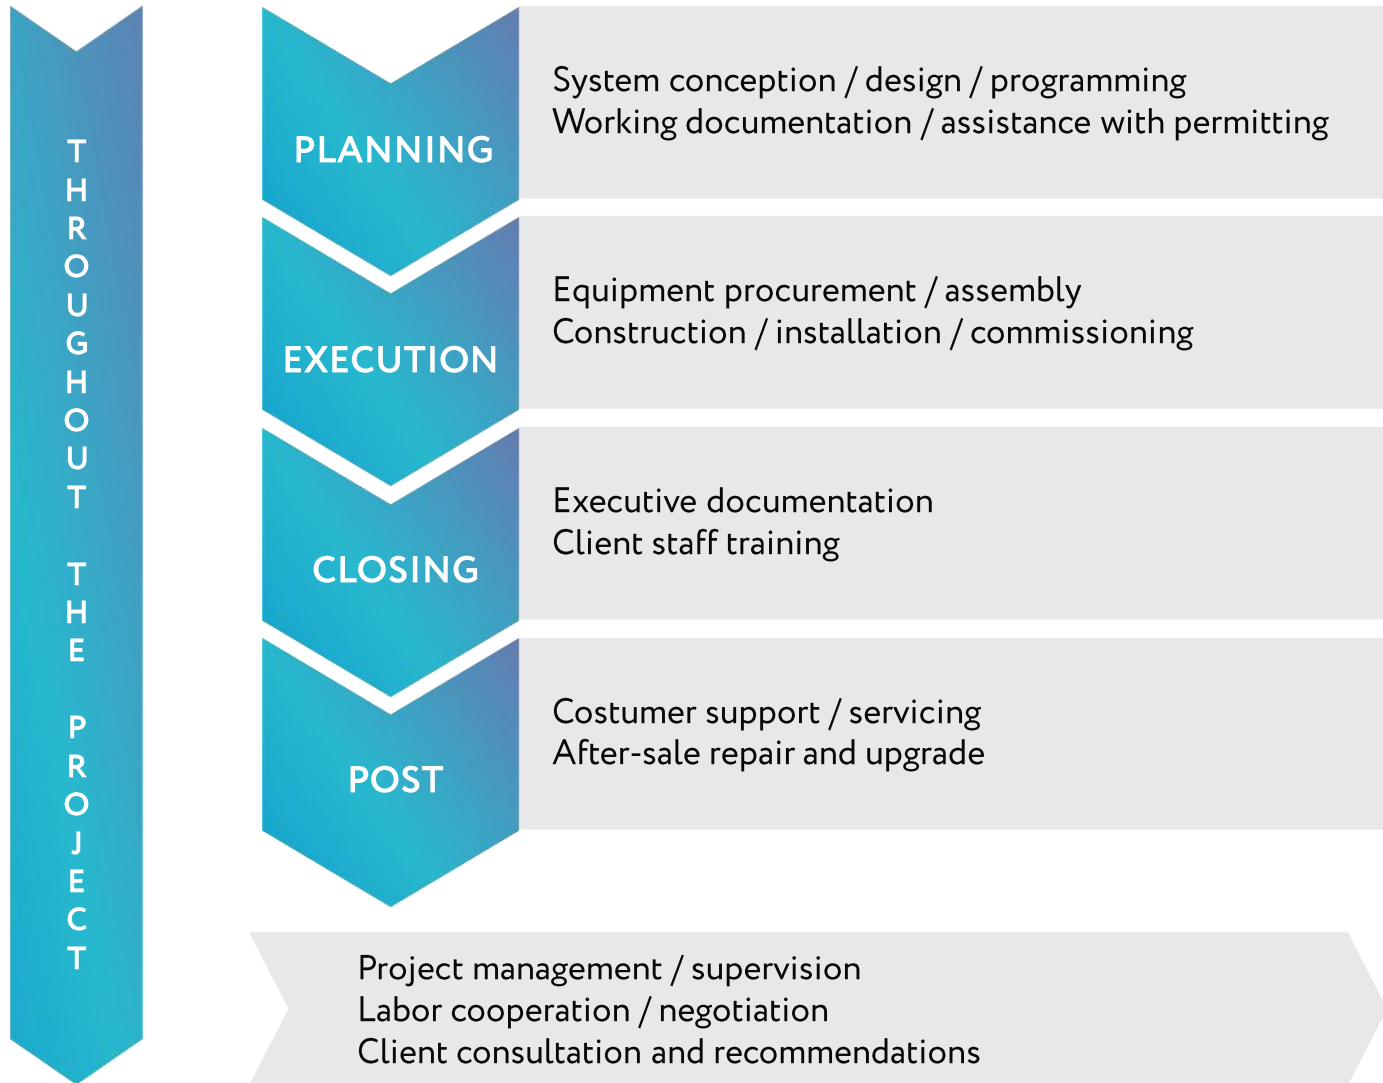 THROUGHOUT THE PROJECT
PLANNING
System conception / design / programming
Working documentation / assistance with permitting
EXECUTION
Equipment procurement / assembly
Construction / installation / commissioning
CLOSING
Executive documentation
Client staff training
POST
Costumer support / servicing
After-sale repair and upgrade
Project management / supervision
Labor cooperation / negotiation
Client consultation and recommendations